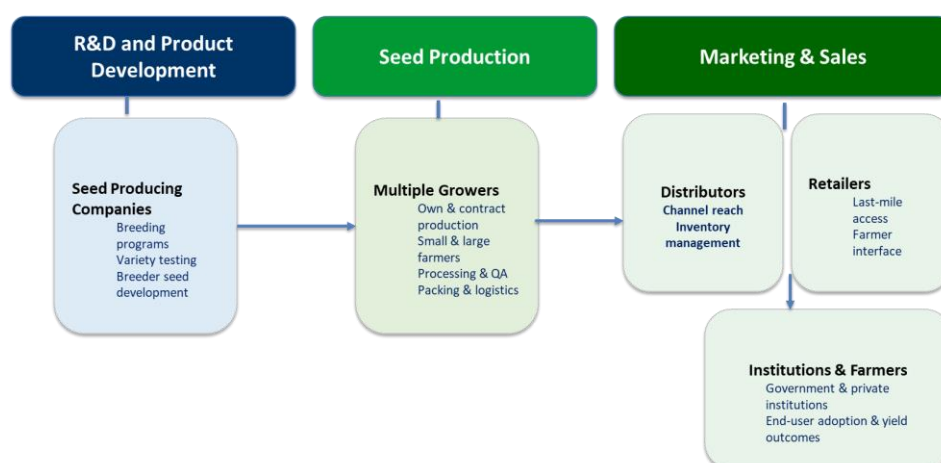 R&D and Product
Development
Seed Production
Marketing & Sales
Seed Producing
Companies
Breeding
programs
Variety testing
Breeder seed
development
Multiple Growers
Own & contract
production
Small & large
farmers
Processing & QA
Packing & logistics
Distributors
Channel reach
Inventory
management
Retailers
Last-mile
access
Farmer
interface
Institutions & Farmers
Government & private
institutions
End-user adoption & yield
outcomes